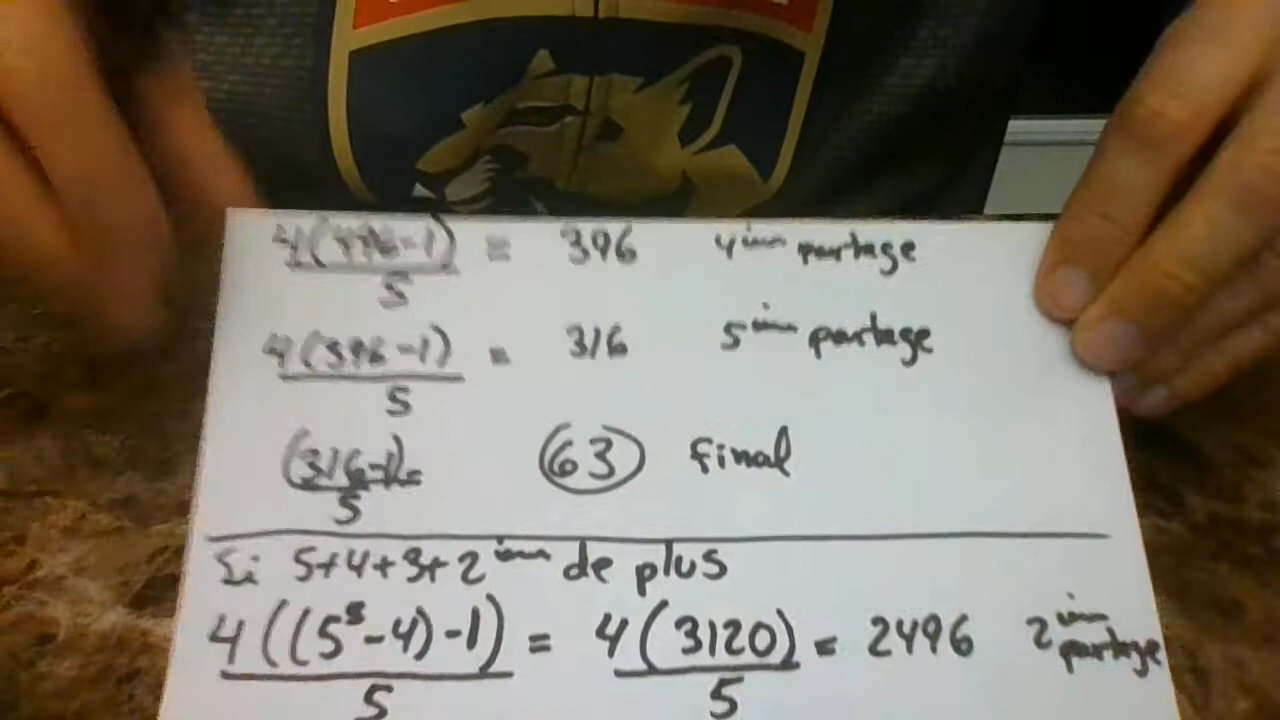 4(496-1) = 396 4ième partage
5
4(396-1) = 316 5ième partage
5
(316-1)= 63 final
5
Si 5+4+3+2ième de plus
4((5⁵-4)-1) = 4(3120) = 2496 2ième partage
5 5